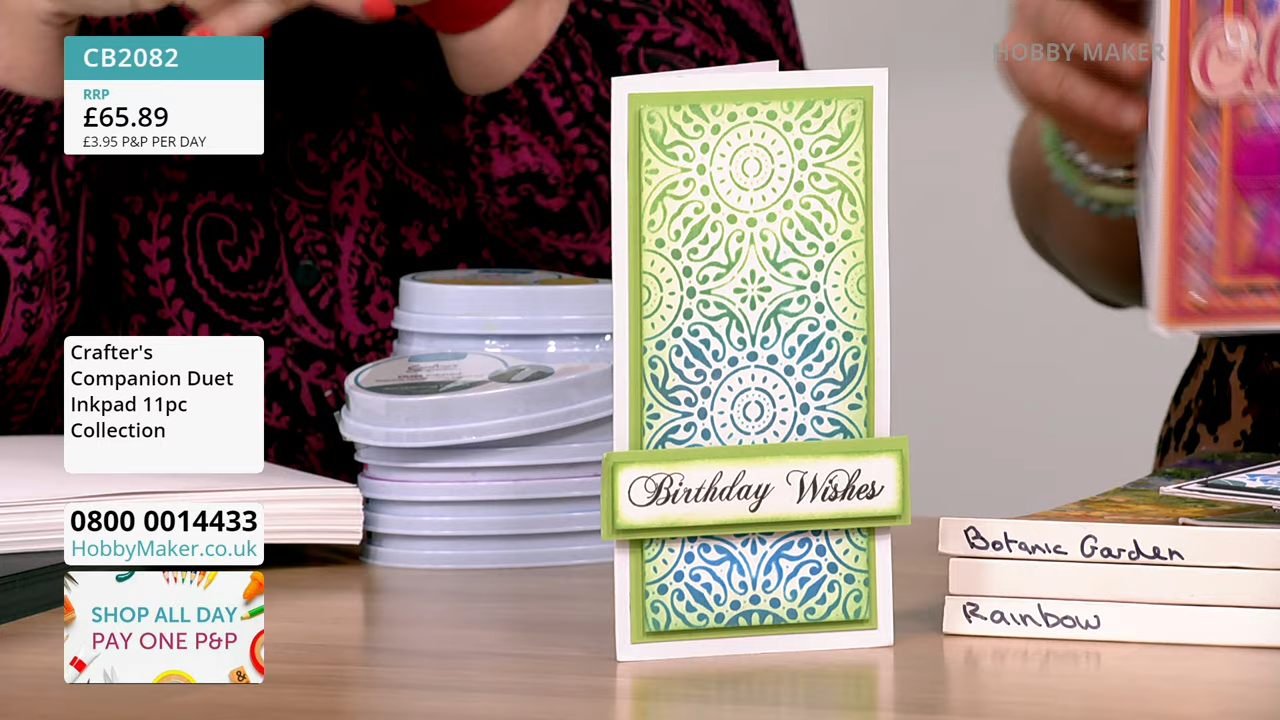 CB2082
RRP
£65.89
£3.95 P&P PER DAY
Crafter's
Companion Duet
Inkpad 11pc
Collection
0800 0014433
HobbyMaker.co.uk
SHOP ALL DAY
PAY ONE P&P
HOBBY MAKER
Birthday Wishes
Botanic Garden
Rainbow